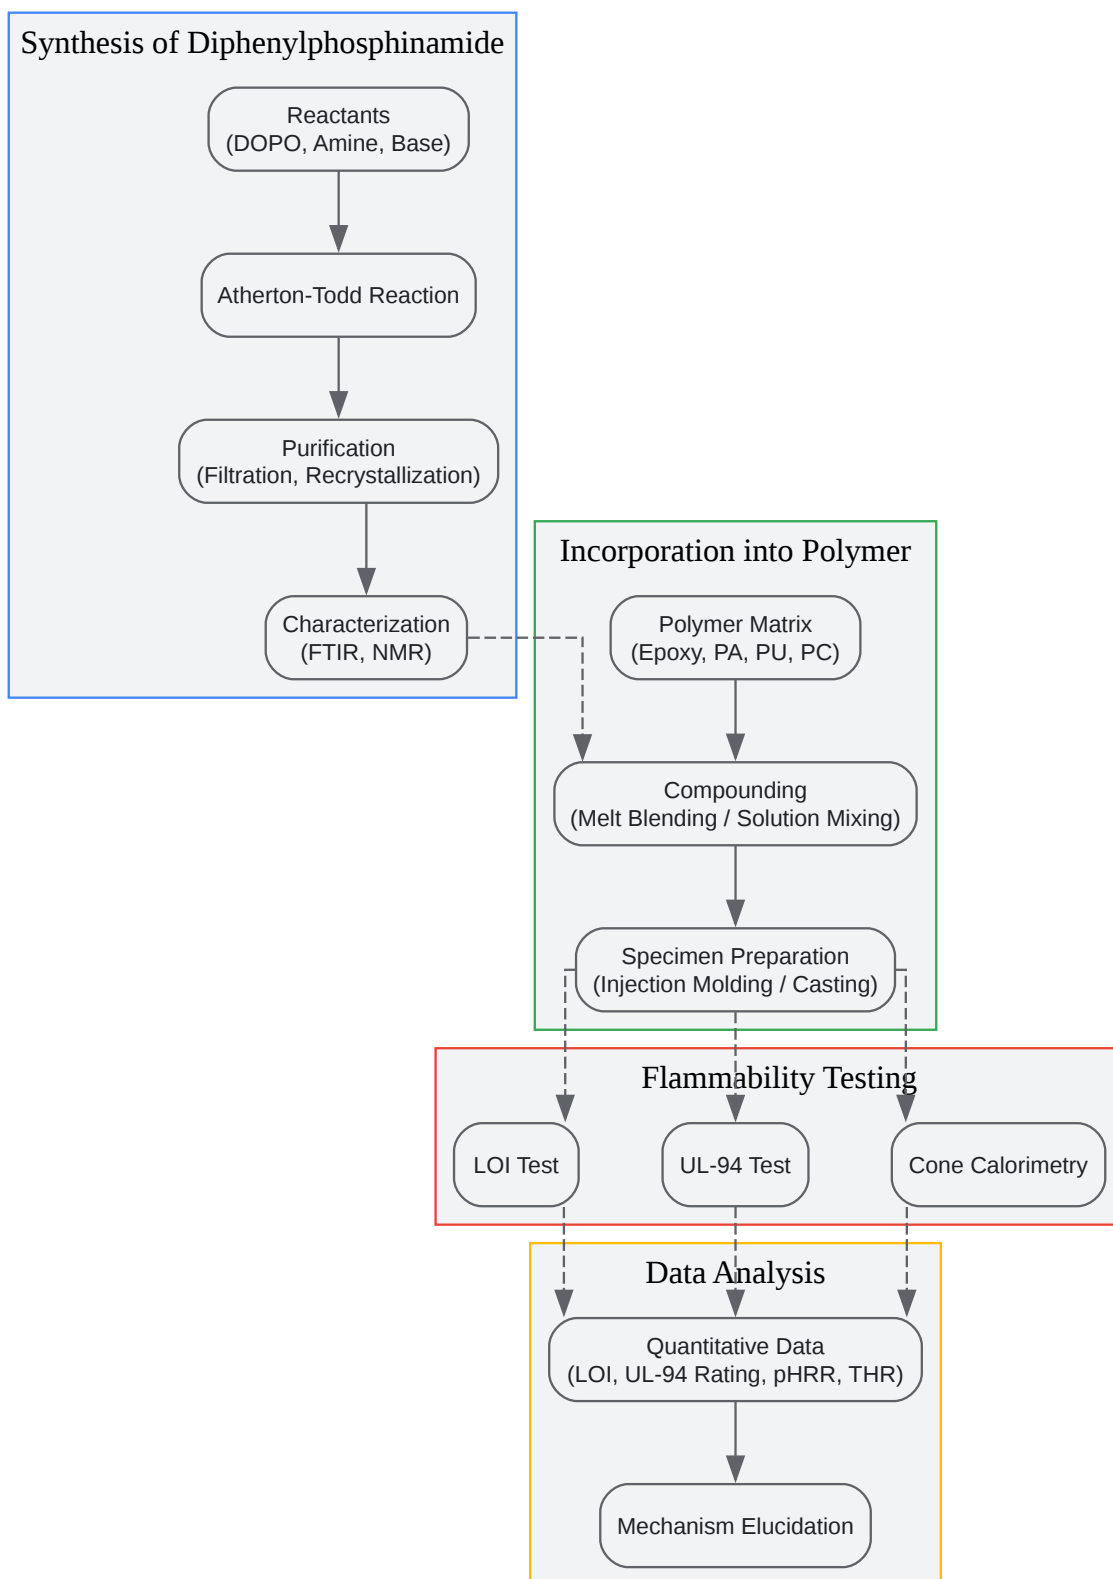 Synthesis of Diphenylphosphinamide
Reactants
(DOPO, Amine, Base)
Atherton-Todd Reaction
Purification
(Filtration, Recrystallization)
Characterization
(FTIR, NMR)
Incorporation into Polymer
Polymer Matrix
(Epoxy, PA, PU, PC)
Compounding
(Melt Blending / Solution Mixing)
Specimen Preparation
(Injection Molding / Casting)
Flammability Testing
LOI Test
UL-94 Test
Cone Calorimetry
Data Analysis
Quantitative Data
(LOI, UL-94 Rating, pHRR, THR)
Mechanism Elucidation